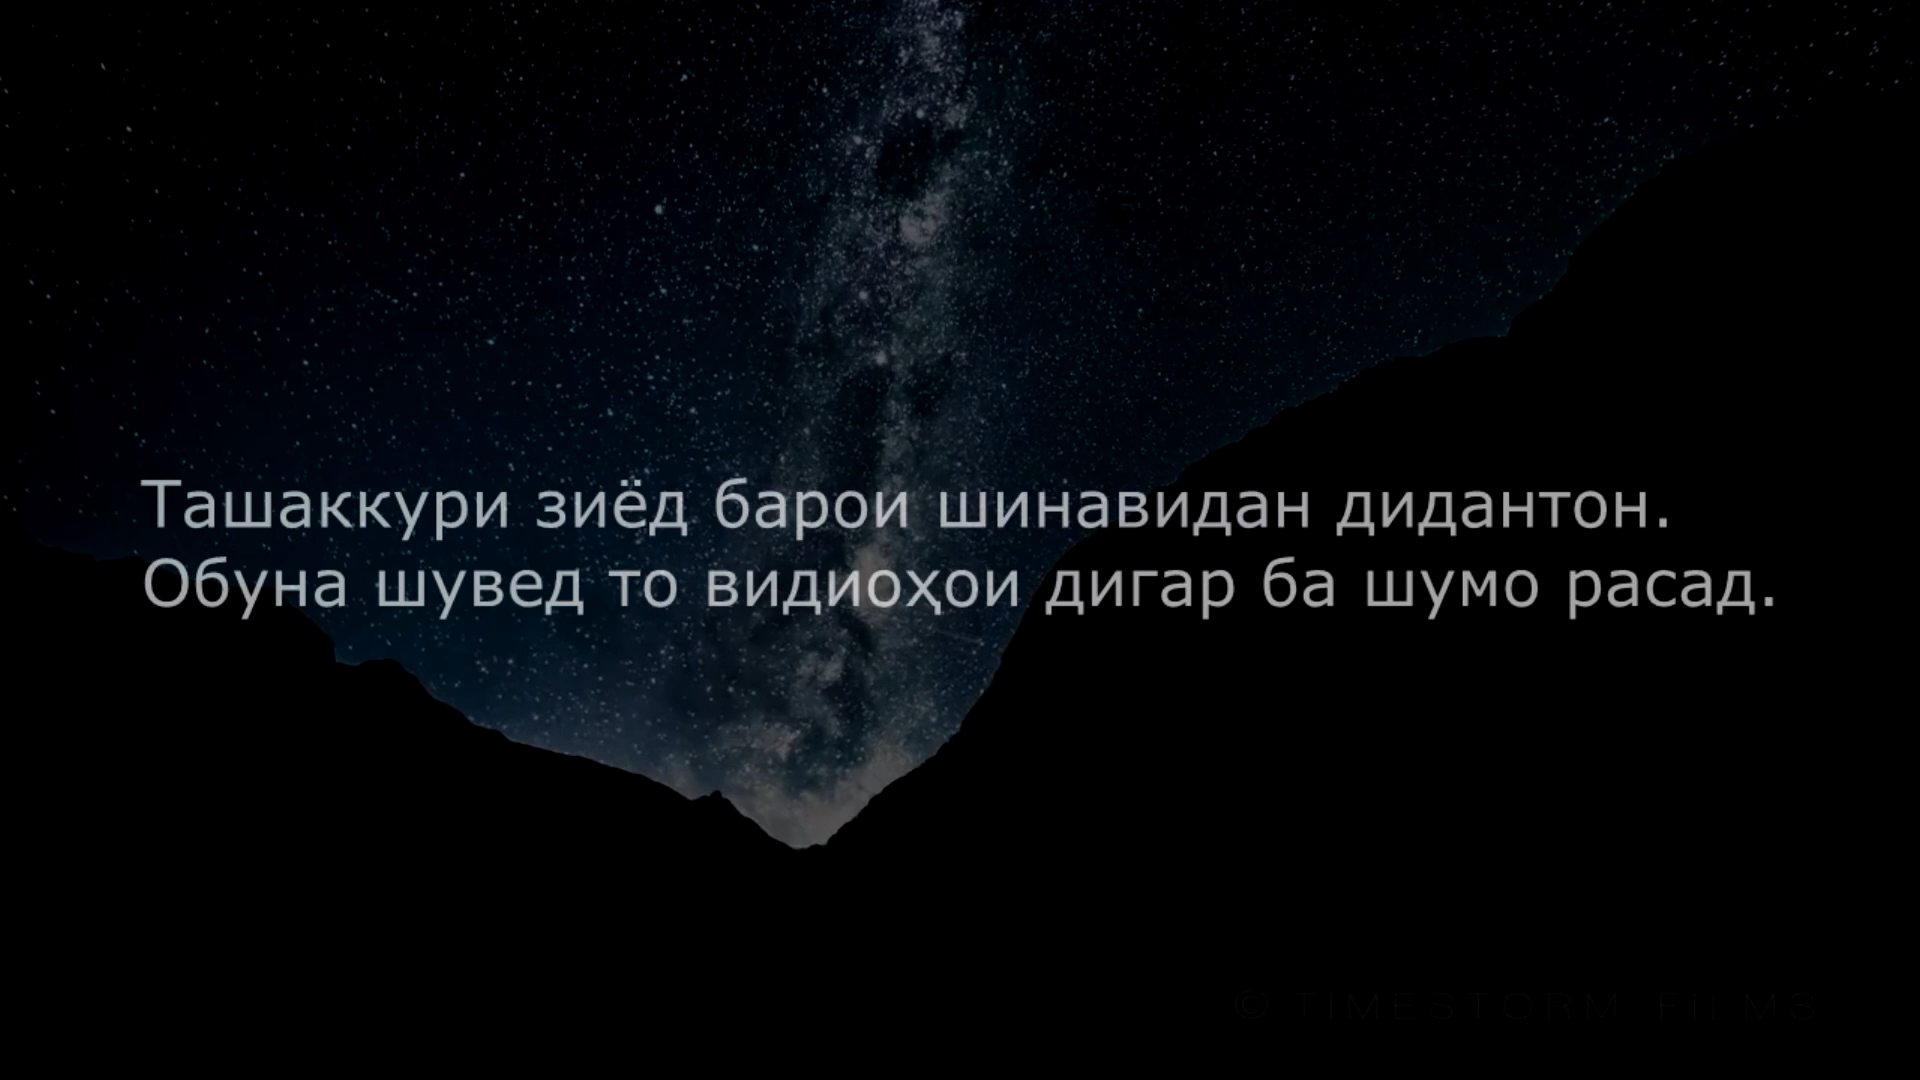 Ташаккури зиёд барои шинавидан дидантон.
Обуна шувед то видиоҳои дигар ба шумо расад.
© TIMESTORM FILMS